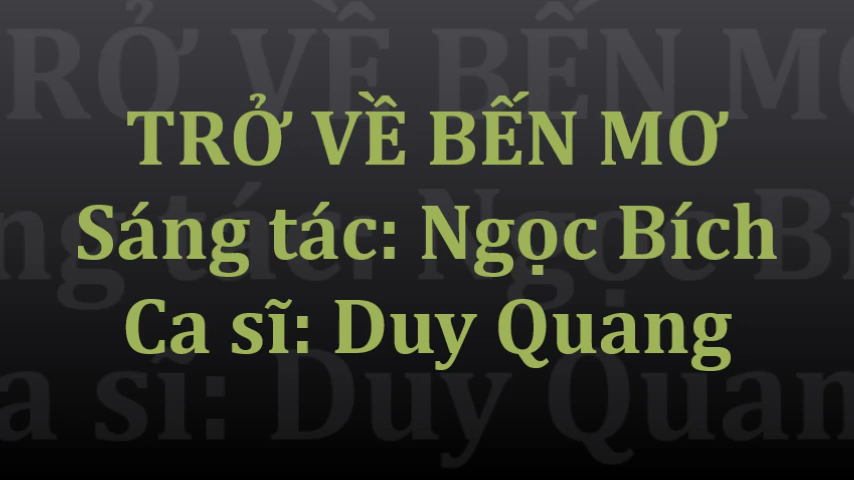 TRỞ VỀ BẾN MƠ
Sáng tác: Ngọc Bích
Ca sĩ: Duy Quang